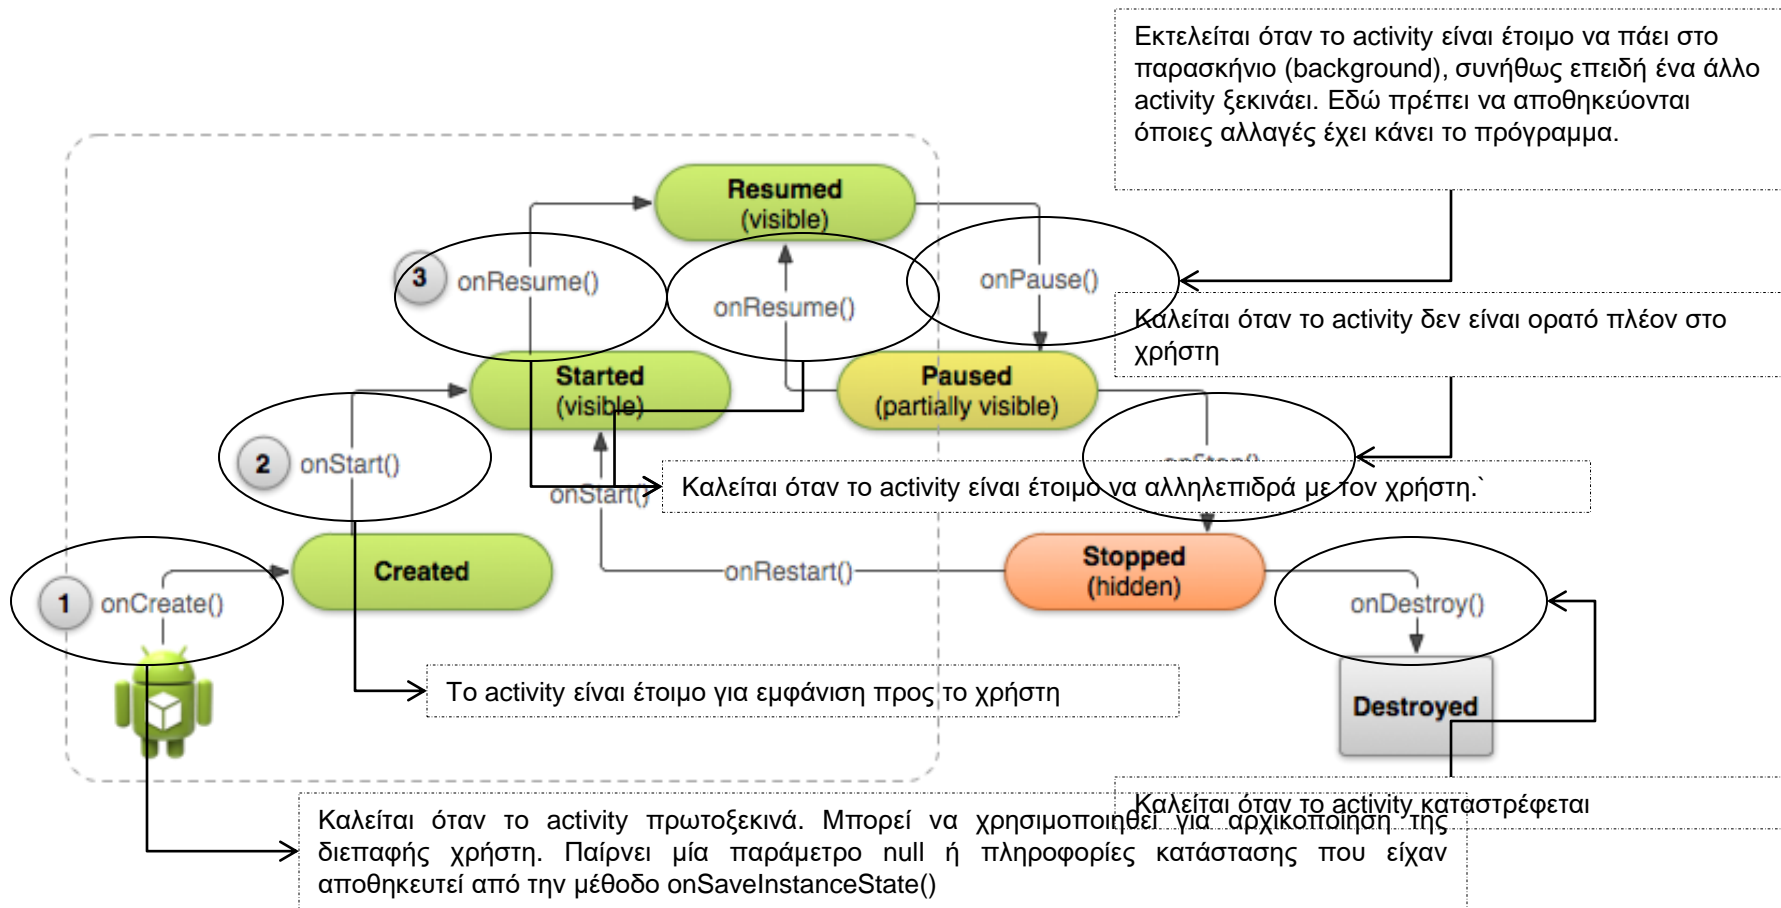 Εκτελείται όταν το activity είναι έτοιμο να πάει στο
παρασκήνιο (background), συνήθως επειδή ένα άλλο
activity ξεκινάει. Εδώ πρέπει να αποθηκεύονται
όποιες αλλαγές έχει κάνει το πρόγραμμα.
Resumed
(visible)
3
onResume()
onResume()
onPause()
Καλείται όταν το activity δεν είναι ορατό πλέον στο
χρήστη
Started
(visible)
Paused
(partially visible)
2
onStart()
onStart()
Καλείται όταν το activity είναι έτοιμο να αλληλεπιδρά με τον χρήστη.`
Created
onRestart()
Stopped
(hidden)
1
onCreate()
onDestroy()
Το activity είναι έτοιμο για εμφάνιση προς το χρήστη
Destroyed
Καλείται όταν το activity καταστρέφεται
Καλείται όταν το activity πρωτοξεκινά. Μπορεί να χρησιμοποιηθεί για αρχικοποίηση της
διεπαφής χρήστη. Παίρνει μία παράμετρο null ή πληροφορίες κατάστασης που είχαν
αποθηκευτεί από την μέθοδο onSaveInstanceState()